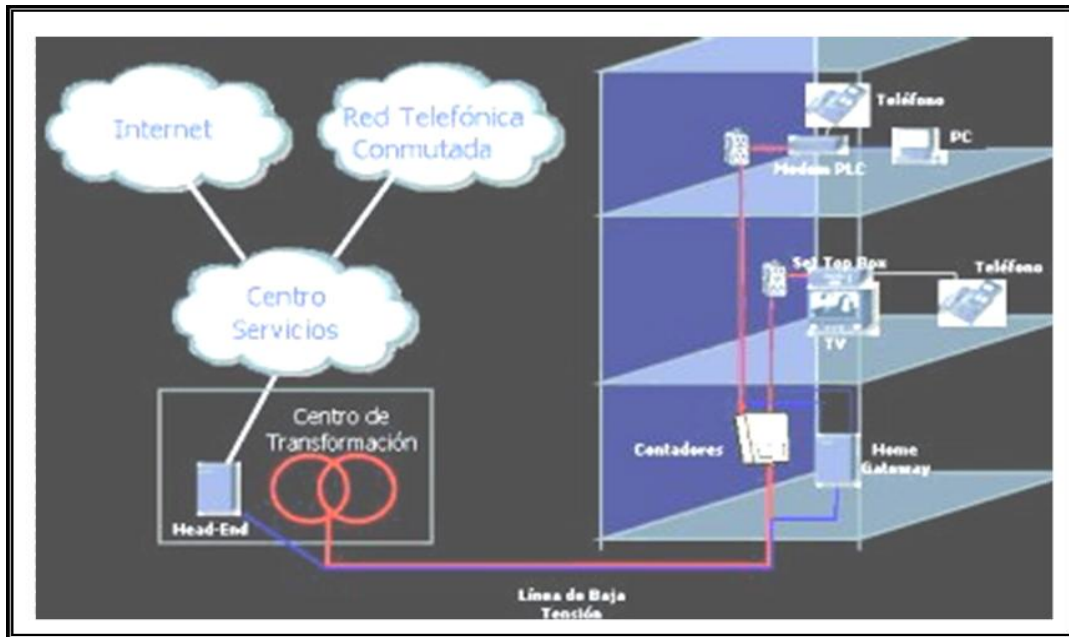 Internet
Red Telefónica
Conmutada
Centro
Servicios
Centro de
Transformación
Head-End
Línea de Baja
Tensión
Teléfono
PC
Modem PLC
Set Top Box
Teléfono
TV
Contadores
Home
Gateway